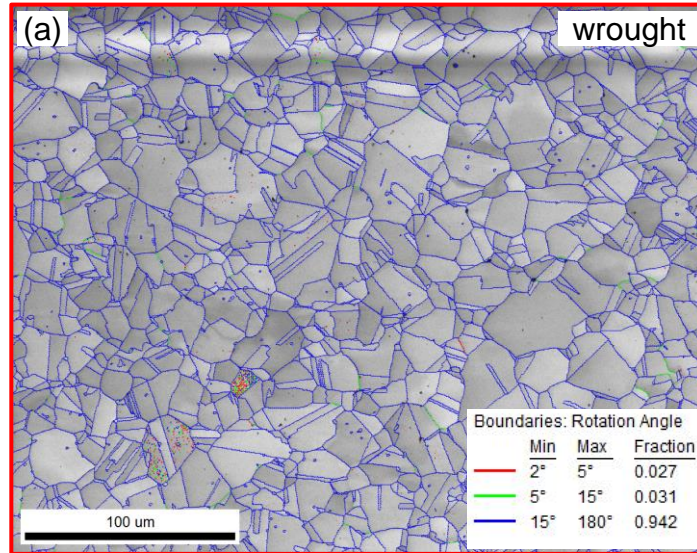 (a)
wrought
Boundaries: Rotation Angle
Min Max Fraction
2° 5° 0.027
5° 15° 0.031
15° 180° 0.942
100 um